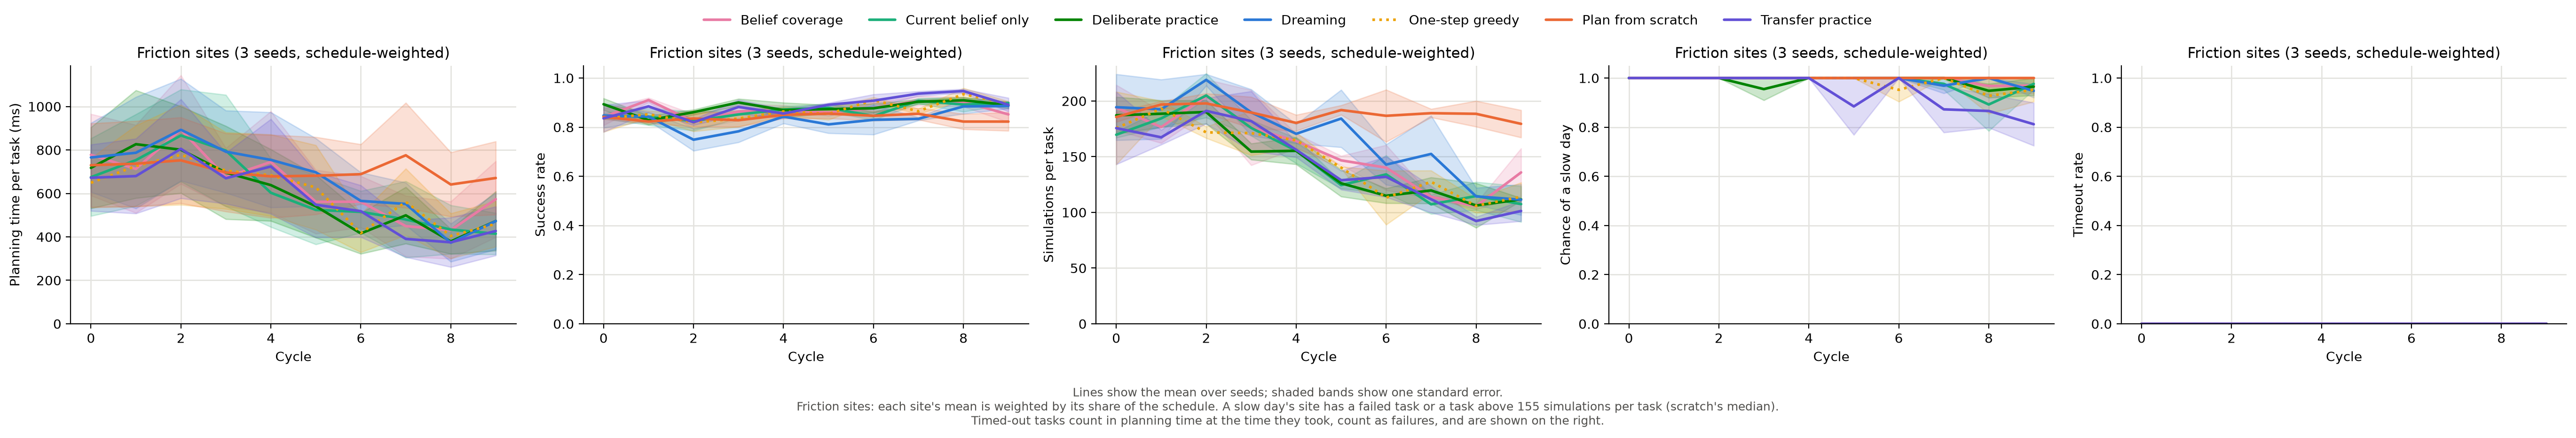 Belief coverage
Current belief only
Deliberate practice
Dreaming
One-step greedy
Plan from scratch
Transfer practice
Friction sites (3 seeds, schedule-weighted)
Planning time per task (ms)
1000
800
600
400
200
0
0 2 4 6 8
Cycle
Friction sites (3 seeds, schedule-weighted)
Success rate
1.0
0.8
0.6
0.4
0.2
0.0
0 2 4 6 8
Cycle
Friction sites (3 seeds, schedule-weighted)
Simulations per task
200
150
100
50
0
0 2 4 6 8
Cycle
Friction sites (3 seeds, schedule-weighted)
Chance of a slow day
1.0
0.8
0.6
0.4
0.2
0.0
0 2 4 6 8
Cycle
Friction sites (3 seeds, schedule-weighted)
Timeout rate
1.0
0.8
0.6
0.4
0.2
0.0
0 2 4 6 8
Cycle
Lines show the mean over seeds; shaded bands show one standard error.
Friction sites: each site's mean is weighted by its share of the schedule. A slow day's site has a failed task or a task above 155 simulations per task (scratch's median).
Timed-out tasks count in planning time at the time they took, count as failures, and are shown on the right.